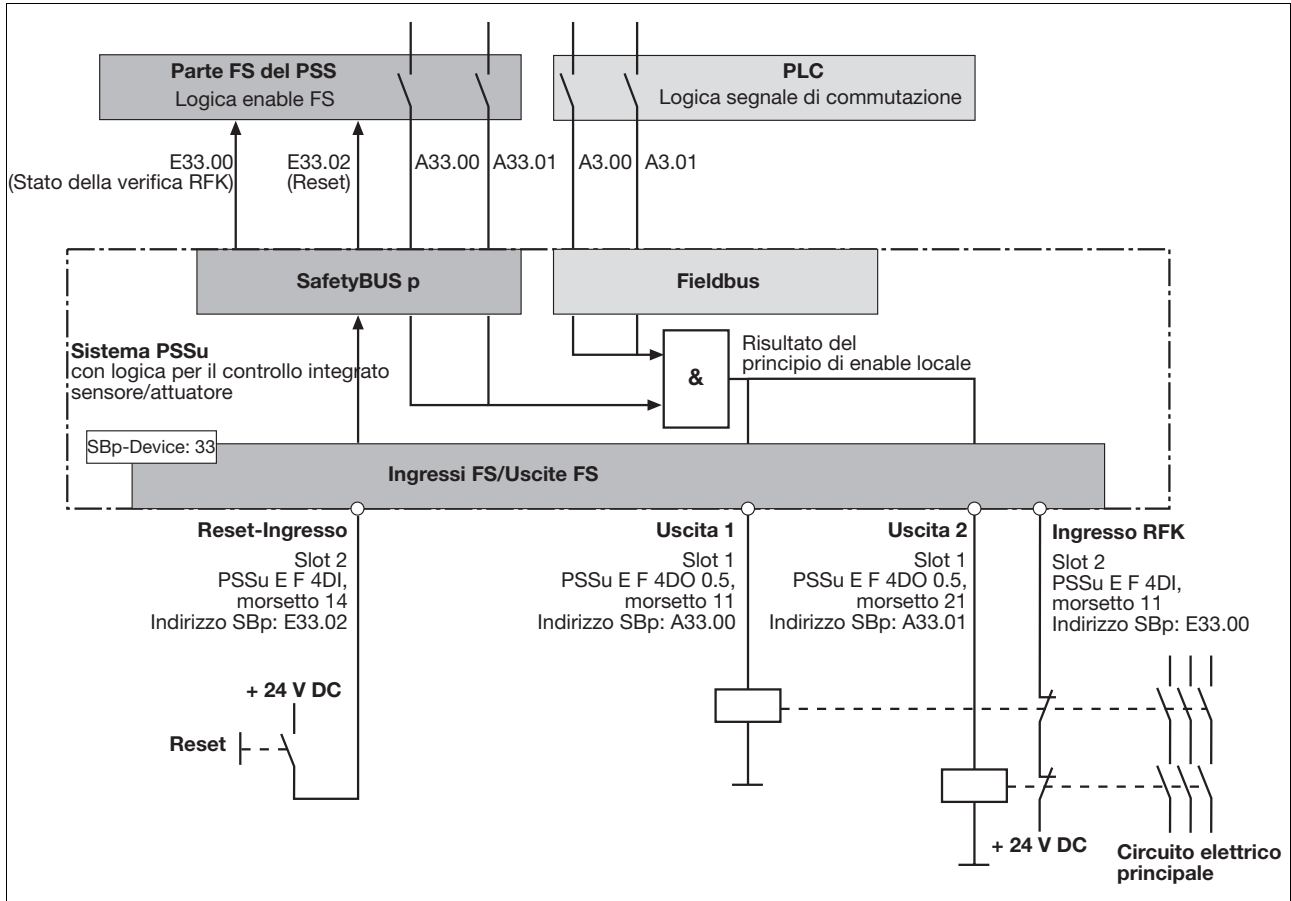 Parte FS del PSS
Logica enable FS
PLC
Logica segnale di commutazione
E33.00
(Stato della verifica RFK)
E33.02
(Reset)
A33.00
A33.01
A3.00
A3.01
SafetyBUS p
Fieldbus
Sistema PSSu
con logica per il controllo integrato
sensore/attuatore
&
Risultato del
principio di enable locale
SBp-Device: 33
Ingressi FS/Uscite FS
Reset-Ingresso
Slot 2
PSSu E F 4DI,
morsetto 14
Indirizzo SBp: E33.02
Uscita 1
Slot 1
PSSu E F 4DO 0.5,
morsetto 11
Indirizzo SBp: A33.00
Uscita 2
Slot 1
PSSu E F 4DO 0.5,
morsetto 21
Indirizzo SBp: A33.01
Ingresso RFK
Slot 2
PSSu E F 4DI,
morsetto 11
Indirizzo SBp: E33.00
+ 24 V DC
Reset
+ 24 V DC
Circuito elettrico
principale